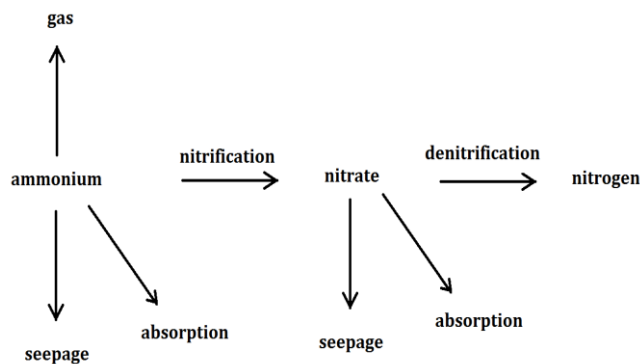 gas
nitrification
denitrification
ammonium
nitrate
nitrogen
absorption
absorption
seepage
seepage